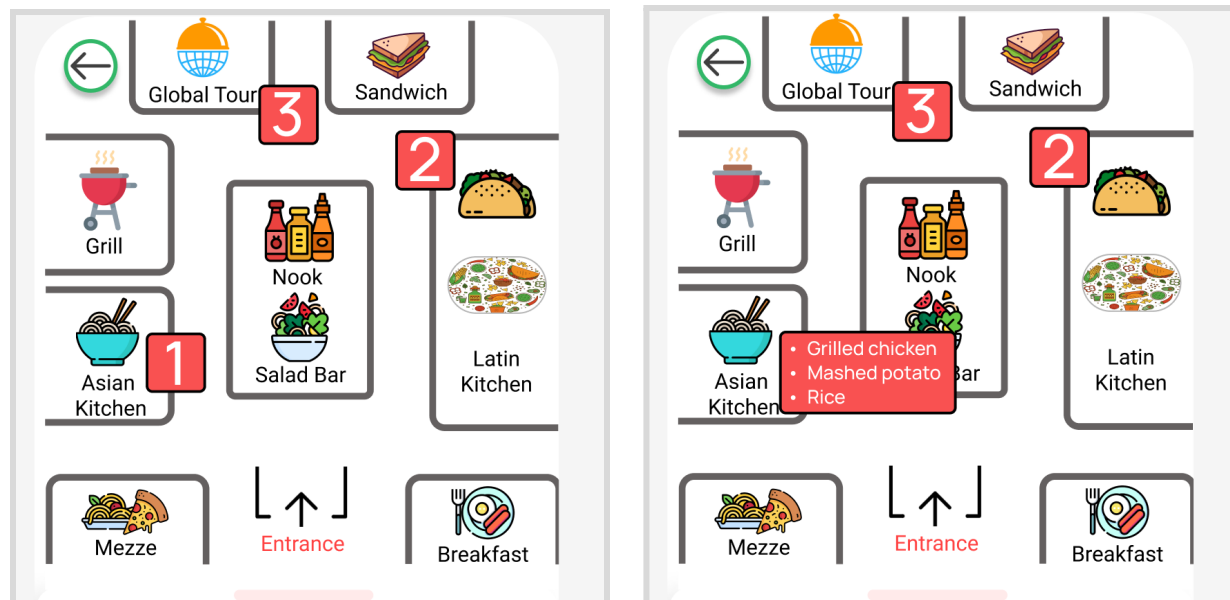 Global Tour
Sandwich
3
2
Grill
Nook
1
Asian
Kitchen
Salad Bar
Latin
Kitchen
Mezze
Entrance
Breakfast
Global Tour
Sandwich
3
2
Grill
Nook
• Grilled chicken
• Mashed potato
• Rice
Asian
Kitchen
Bar
Latin
Kitchen
Mezze
Entrance
Breakfast